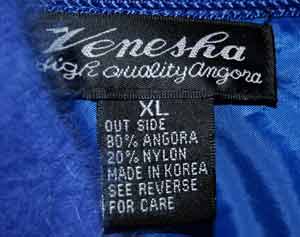 Venesha
High Quality Angora
XL
OUT SIDE
80% ANGORA
20% NYLON
MADE IN KOREA
SEE REVERSE
FOR CARE